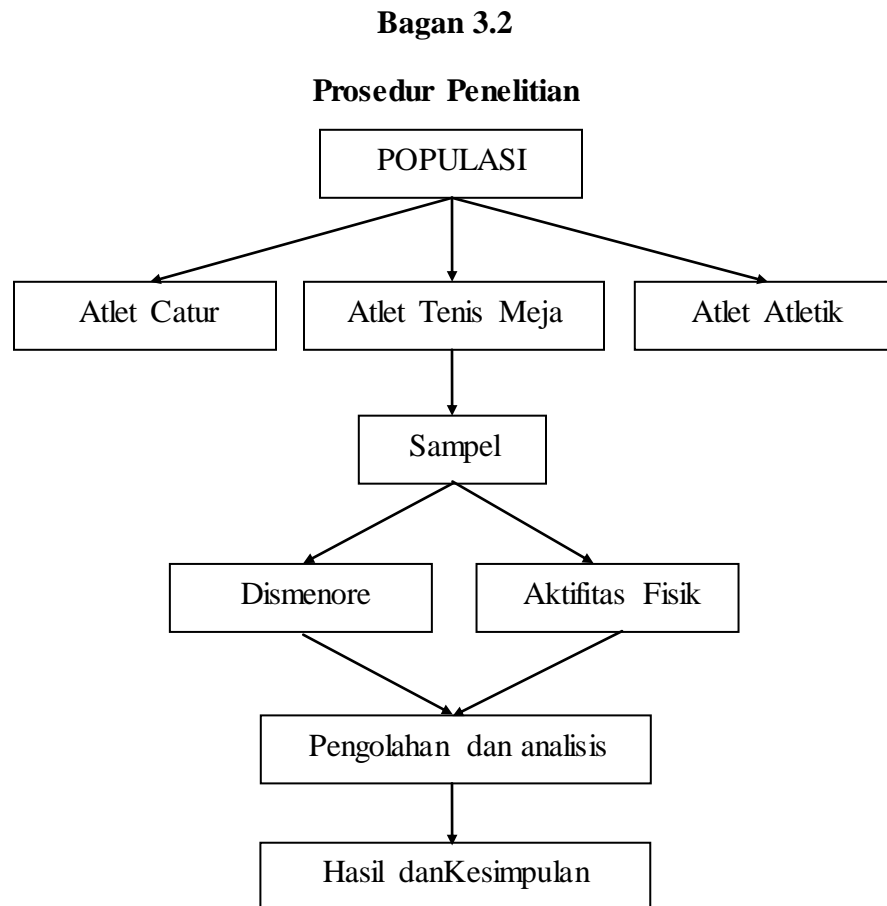 Bagan 3.2
Prosedur Penelitian
POPULASI
Atlet Catur
Atlet Tenis Meja
Atlet Atletik
Sampel
Dismenore
Aktifitas Fisik
Pengolahan dan analisis
Hasil danKesimpulan